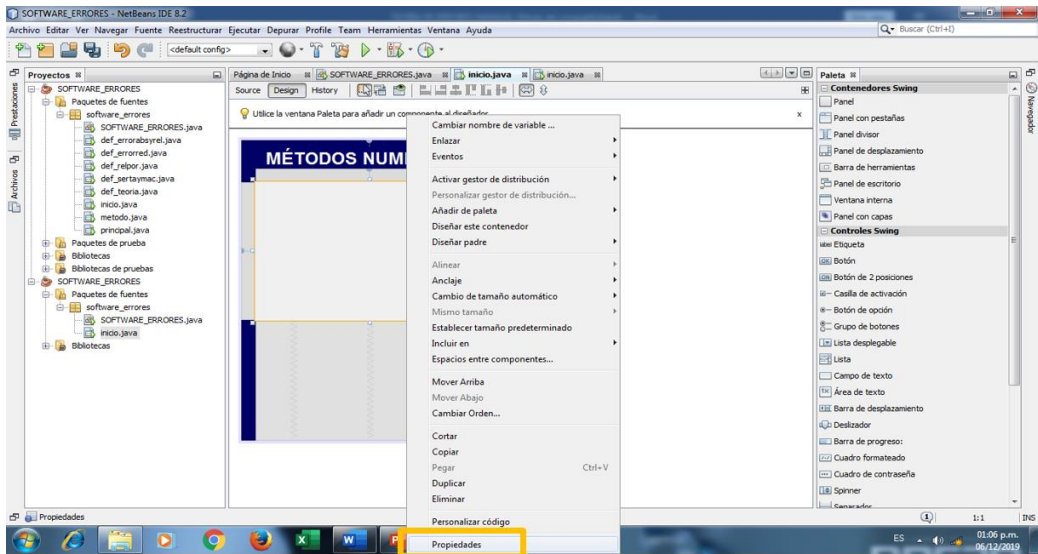 SOFTWARE_ERRORES - NetBeans IDE 8.2
Archivo Editar Ver Navegar Fuente Reestructurar Ejecutar Depurar Profile Team Herramientas Ventana Ayuda
Buscar (Ctrl+I)
<default config>
Proyectos
SOFTWARE_ERRORES
Paquetes de fuentes
software_errores
SOFTWARE_ERRORES.java
def_errorabsyrel.java
def_errorred.java
def_relpor.java
def_sertaymac.java
def_teoria.java
inicio.java
metodo.java
principal.java
Paquetes de prueba
Bibliotecas
Bibliotecas de pruebas
SOFTWARE_ERRORES
Paquetes de fuentes
software_errores
SOFTWARE_ERRORES.java
inicio.java
Bibliotecas
Prestaciones
Archivos
Página de Inicio SOFTWARE_ERRORES.java inicio.java inicio.java
Source Design History
Utilice la ventana Paleta para añadir un componente al diseñador x
MÉTODOS NUM
Cambiar nombre de variable ...
Enlazar
Eventos
Activar gestor de distribución
Personalizar gestor de distribución...
Añadir de paleta
Diseñar este contenedor
Diseñar padre
Alinear
Anclaje
Cambio de tamaño automático
Mismo tamaño
Establecer tamaño predeterminado
Incluir en
Espacios entre componentes...
Mover Arriba
Mover Abajo
Cambiar Orden...
Cortar
Copiar
Pegar Ctrl+V
Duplicar
Eliminar
Personalizar código
Propiedades
Paleta
Contenedores Swing
Panel
Panel con pestañas
Panel divisor
Panel de desplazamiento
Barra de herramientas
Panel de escritorio
Ventana interna
Panel con capas
Controles Swing
label Etiqueta
OK Botón
Botón de 2 posiciones
Casilla de activación
Botón de opción
Grupo de botones
Lista desplegable
Lista
Campo de texto
Área de texto
Barra de desplazamiento
Deslizador
Barra de progreso:
Cuadro formateado
Cuadro de contraseña
Spinner
Separador
Navegador
Propiedades
1 1:1 INS
ES 01:06 p.m.
06/12/2019